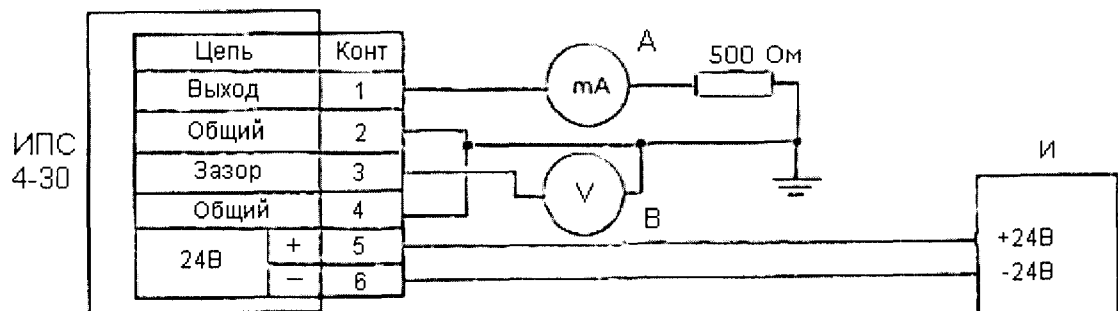 ИПС
4-30
Цепь Конт
Выход 1
Общий 2
Зазор 3
Общий 4
24В + 5
− 6
A
mA
500 Ом
V
В
И
+24В
-24В